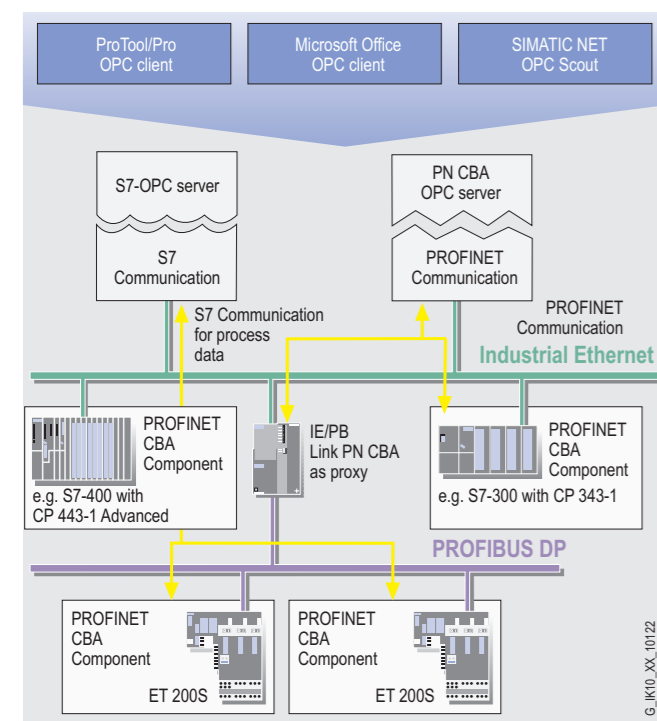 ProTool/Pro
OPC client
Microsoft Office
OPC client
SIMATIC NET
OPC Scout
S7-OPC server
PN CBA
OPC server
S7
Communication
PROFINET
Communication
S7 Communication
for process
data
PROFINET
Communication
Industrial Ethernet
PROFINET
CBA
Component
e.g. S7-400 with
CP 443-1 Advanced
IE/PB
Link PN CBA
as proxy
PROFINET
CBA
Component
e.g. S7-300 with CP 343-1
PROFIBUS DP
PROFINET
CBA
Component
ET 200S
PROFINET
CBA
Component
ET 200S
G_IK10_XX_10122